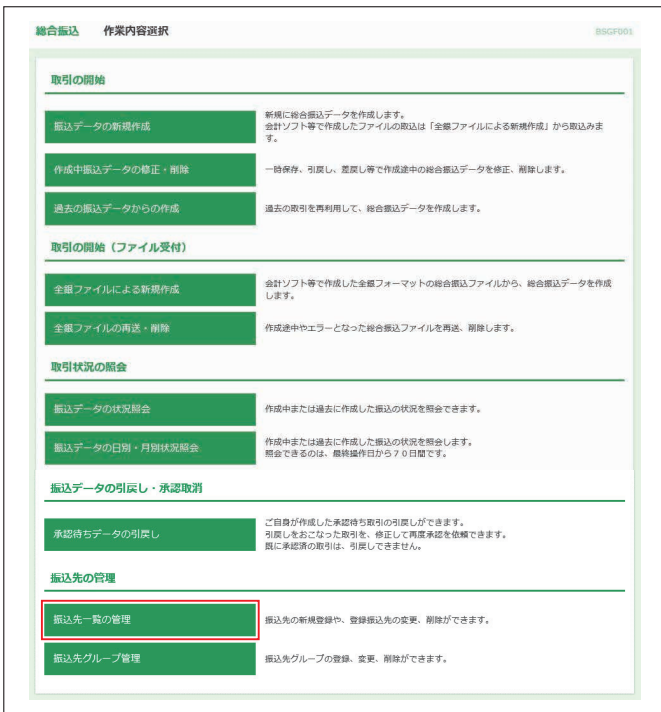 総合振込 作業内容選択 BSGF001
取引の開始
振込データの新規作成
新規に総合振込データを作成します。
会計ソフト等で作成したファイルの取込は「全銀ファイルによる新規作成」から取込みま
す。
作成中振込データの修正・削除
一時保存、引戻し、差戻し等で作成途中の総合振込データを修正、削除します。
過去の振込データからの作成
過去の取引を再利用して、総合振込データを作成します。
取引の開始（ファイル受付）
全銀ファイルによる新規作成
会計ソフト等で作成した全銀フォーマットの総合振込ファイルから、総合振込データを作成
します。
全銀ファイルの再送・削除
作成途中やエラーとなった総合振込ファイルを再送、削除します。
取引状況の照会
振込データの状況照会
作成中または過去に作成した振込の状況を照会できます。
振込データの日別・月別状況照会
作成中または過去に作成した振込の状況を照会します。
照会できるのは、最終操作日から７０日間です。
振込データの引戻し・承認取消
承認待ちデータの引戻し
ご自身が作成した承認待ち取引の引戻しができます。
引戻しをおこなった取引を、修正して再度承認を依頼できます。
既に承認済の取引は、引戻しできません。
振込先の管理
振込先一覧の管理
振込先の新規登録や、登録振込先の変更、削除ができます。
振込先グループ管理
振込先グループの登録、変更、削除ができます。